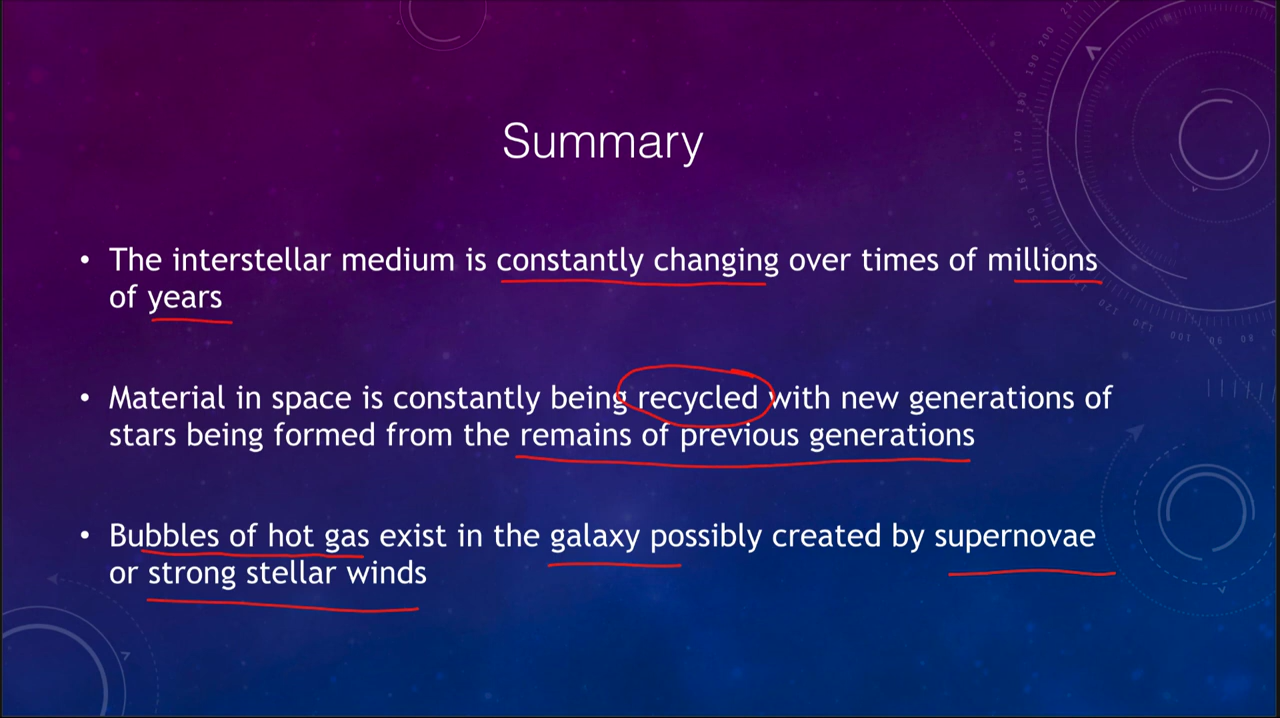 Summary
• The interstellar medium is constantly changing over times of millions
of years
• Material in space is constantly being recycled with new generations of
stars being formed from the remains of previous generations
• Bubbles of hot gas exist in the galaxy possibly created by supernovae
or strong stellar winds